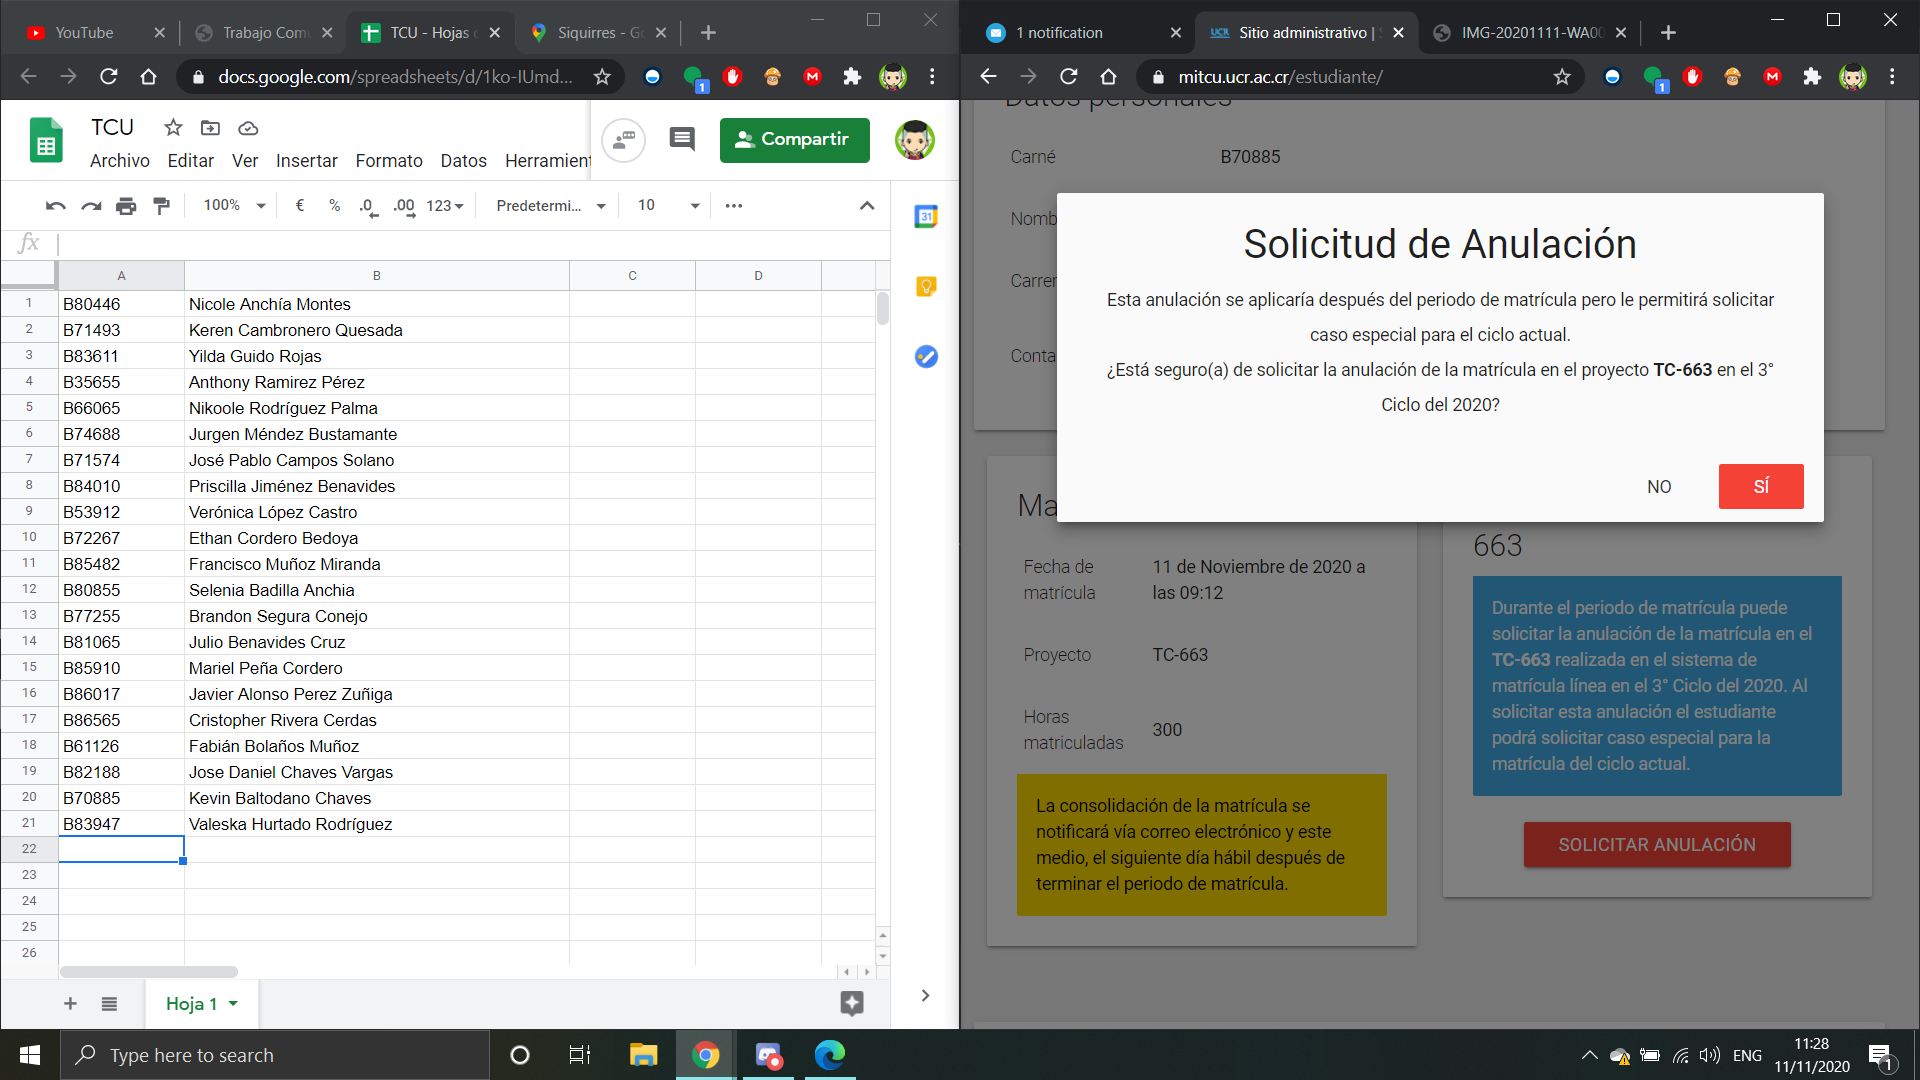 YouTube
Trabajo Com
TCU - Hojas
Siquirres - G
docs.google.com/spreadsheets/d/1ko-IUmd...
1
TCU
Archivo Editar Ver Insertar Formato Datos Herramien
Compartir
100% € % .0 .00 123 Predetermi... 10
fx
31
A B C D
1 B80446 Nicole Anchía Montes
2 B71493 Keren Cambronero Quesada
3 B83611 Yilda Guido Rojas
4 B35655 Anthony Ramirez Pérez
5 B66065 Nikoole Rodríguez Palma
6 B74688 Jurgen Méndez Bustamante
7 B71574 José Pablo Campos Solano
8 B84010 Priscilla Jiménez Benavides
9 B53912 Verónica López Castro
10 B72267 Ethan Cordero Bedoya
11 B85482 Francisco Muñoz Miranda
12 B80855 Selenia Badilla Anchia
13 B77255 Brandon Segura Conejo
14 B81065 Julio Benavides Cruz
15 B85910 Mariel Peña Cordero
16 B86017 Javier Alonso Perez Zuñiga
17 B86565 Cristopher Rivera Cerdas
18 B61126 Fabián Bolaños Muñoz
19 B82188 Jose Daniel Chaves Vargas
20 B70885 Kevin Baltodano Chaves
21 B83947 Valeska Hurtado Rodríguez
22
23
24
25
26
Hoja 1
1 notification
UCR Sitio administrativo |
IMG-20201111-WA00
mitcu.ucr.ac.cr/estudiante/
1
Datos personales
Carné B70885
Nomb
Carrer
Conta
Solicitud de Anulación
Esta anulación se aplicaría después del periodo de matrícula pero le permitirá solicitar
caso especial para el ciclo actual.
¿Está seguro(a) de solicitar la anulación de la matrícula en el proyecto TC-663 en el 3°
Ciclo del 2020?
NO SÍ
Ma
Fecha de matrícula
11 de Noviembre de 2020 a
las 09:12
Proyecto TC-663
Horas
matriculadas
300
La consolidación de la matrícula se
notificará vía correo electrónico y este
medio, el siguiente día hábil después de
terminar el periodo de matrícula.
663
Durante el periodo de matrícula puede
solicitar la anulación de la matrícula en el
TC-663 realizada en el sistema de
matrícula línea en el 3° Ciclo del 2020. Al
solicitar esta anulación el estudiante
podrá solicitar caso especial para la
matrícula del ciclo actual.
SOLICITAR ANULACIÓN
Type here to search
ENG
11:28
11/11/2020
1